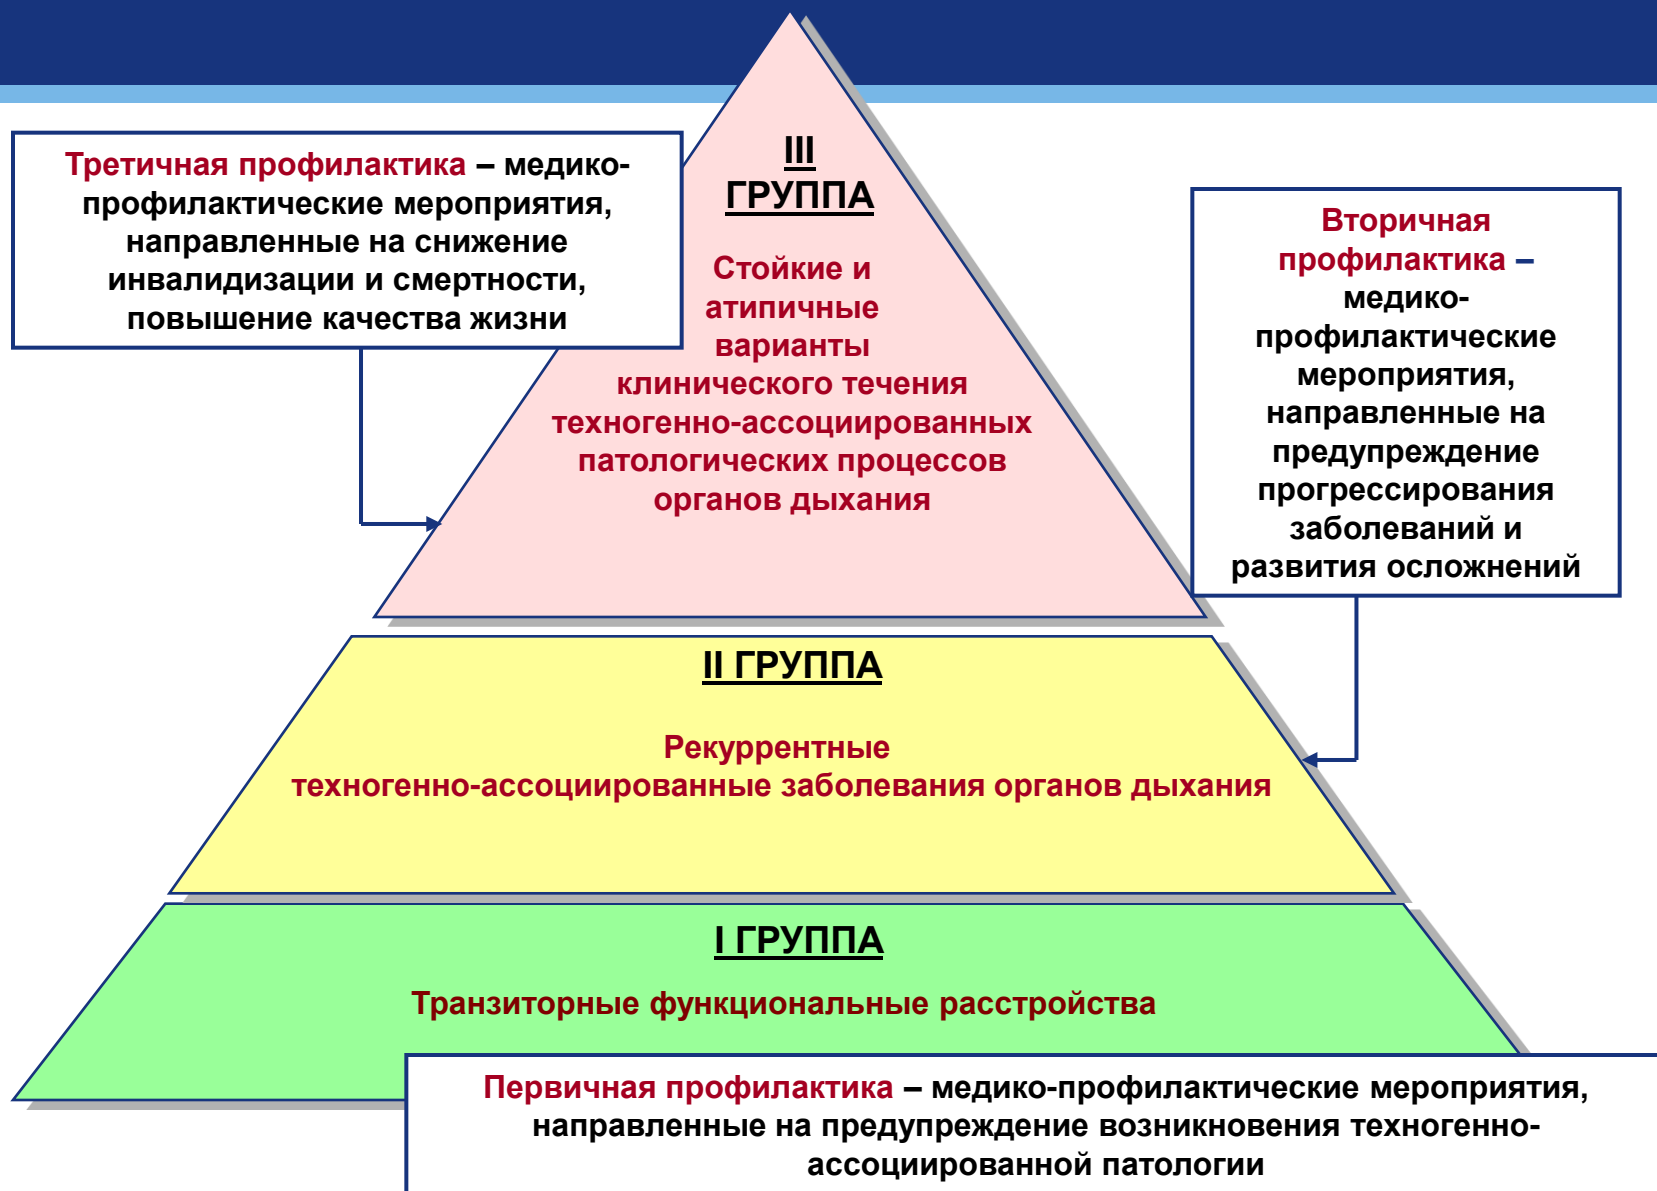 Третичная профилактика – медико-
профилактические мероприятия,
направленные на снижение
инвалидизации и смертности,
повышение качества жизни
III
ГРУППА
Стойкие и
атипичные
варианты
клинического течения
техногенно-ассоциированных
патологических процессов
органов дыхания
Вторичная
профилактика –
медико-
профилактические
мероприятия,
направленные на
предупреждение
прогрессирования
заболеваний и
развития осложнений
II ГРУППА
Рекуррентные
техногенно-ассоциированные заболевания органов дыхания
I ГРУППА
Транзиторные функциональные расстройства
Первичная профилактика – медико-профилактические мероприятия,
направленные на предупреждение возникновения техногенно-
ассоциированной патологии